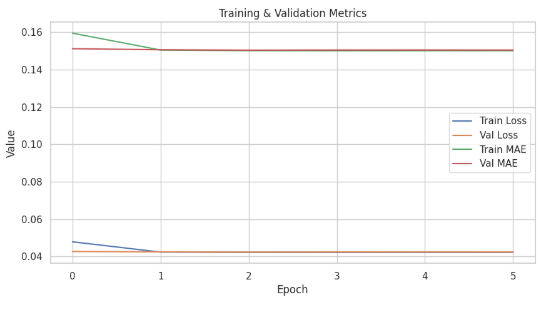 Training & Validation Metrics
Value
0.16
0.14
0.12
0.10
0.08
0.06
0.04
Train Loss
Val Loss
Train MAE
Val MAE
0 1 2 3 4 5
Epoch